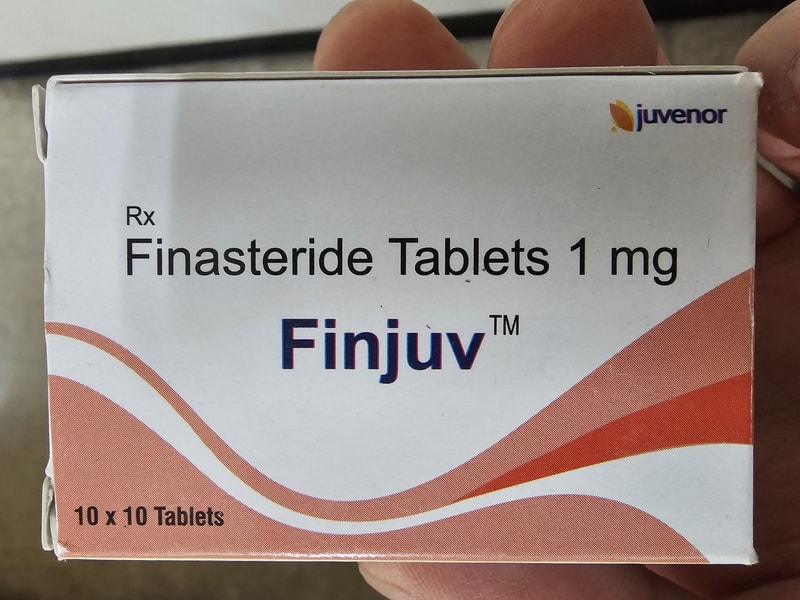 juvenor
Rx
Finasteride Tablets 1 mg
Finjuv™
10 x 10 Tablets